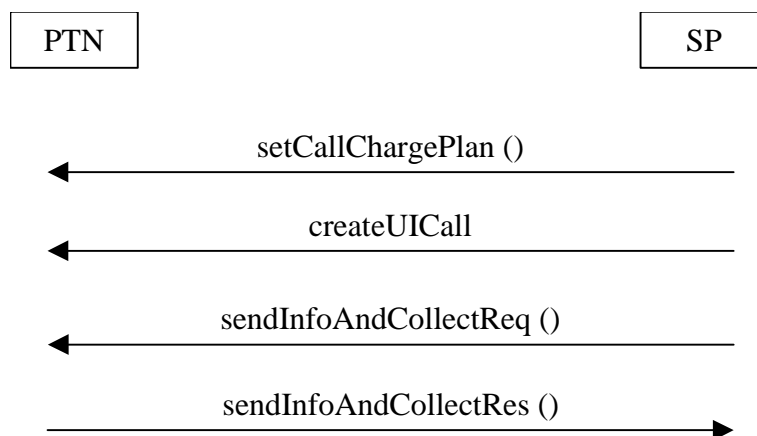 PTN SP
setCallChargePlan ()
createUICall
sendInfoAndCollectReq ()
sendInfoAndCollectRes ()